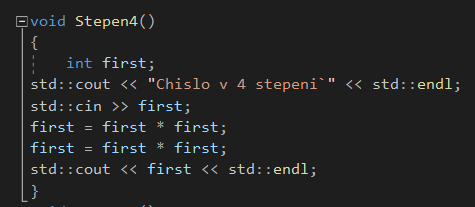 void Stepen4()
{
int first;
std::cout << "Chislo v 4 stepeni`" << std::endl;
std::cin >> first;
first = first * first;
first = first * first;
std::cout << first << std::endl;
}